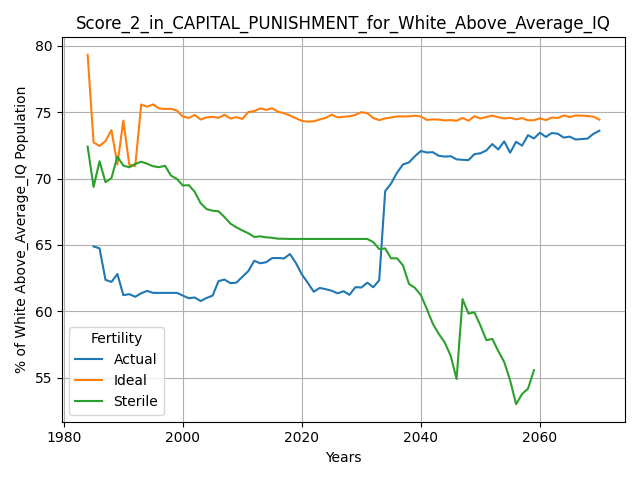 Score_2_in_CAPITAL_PUNISHMENT_for_White_Above_Average_IQ
% of White Above_Average_IQ Population
80
75
70
65
60
55
Fertility
Actual
Ideal
Sterile
1980
2000
2020
2040
2060
Years